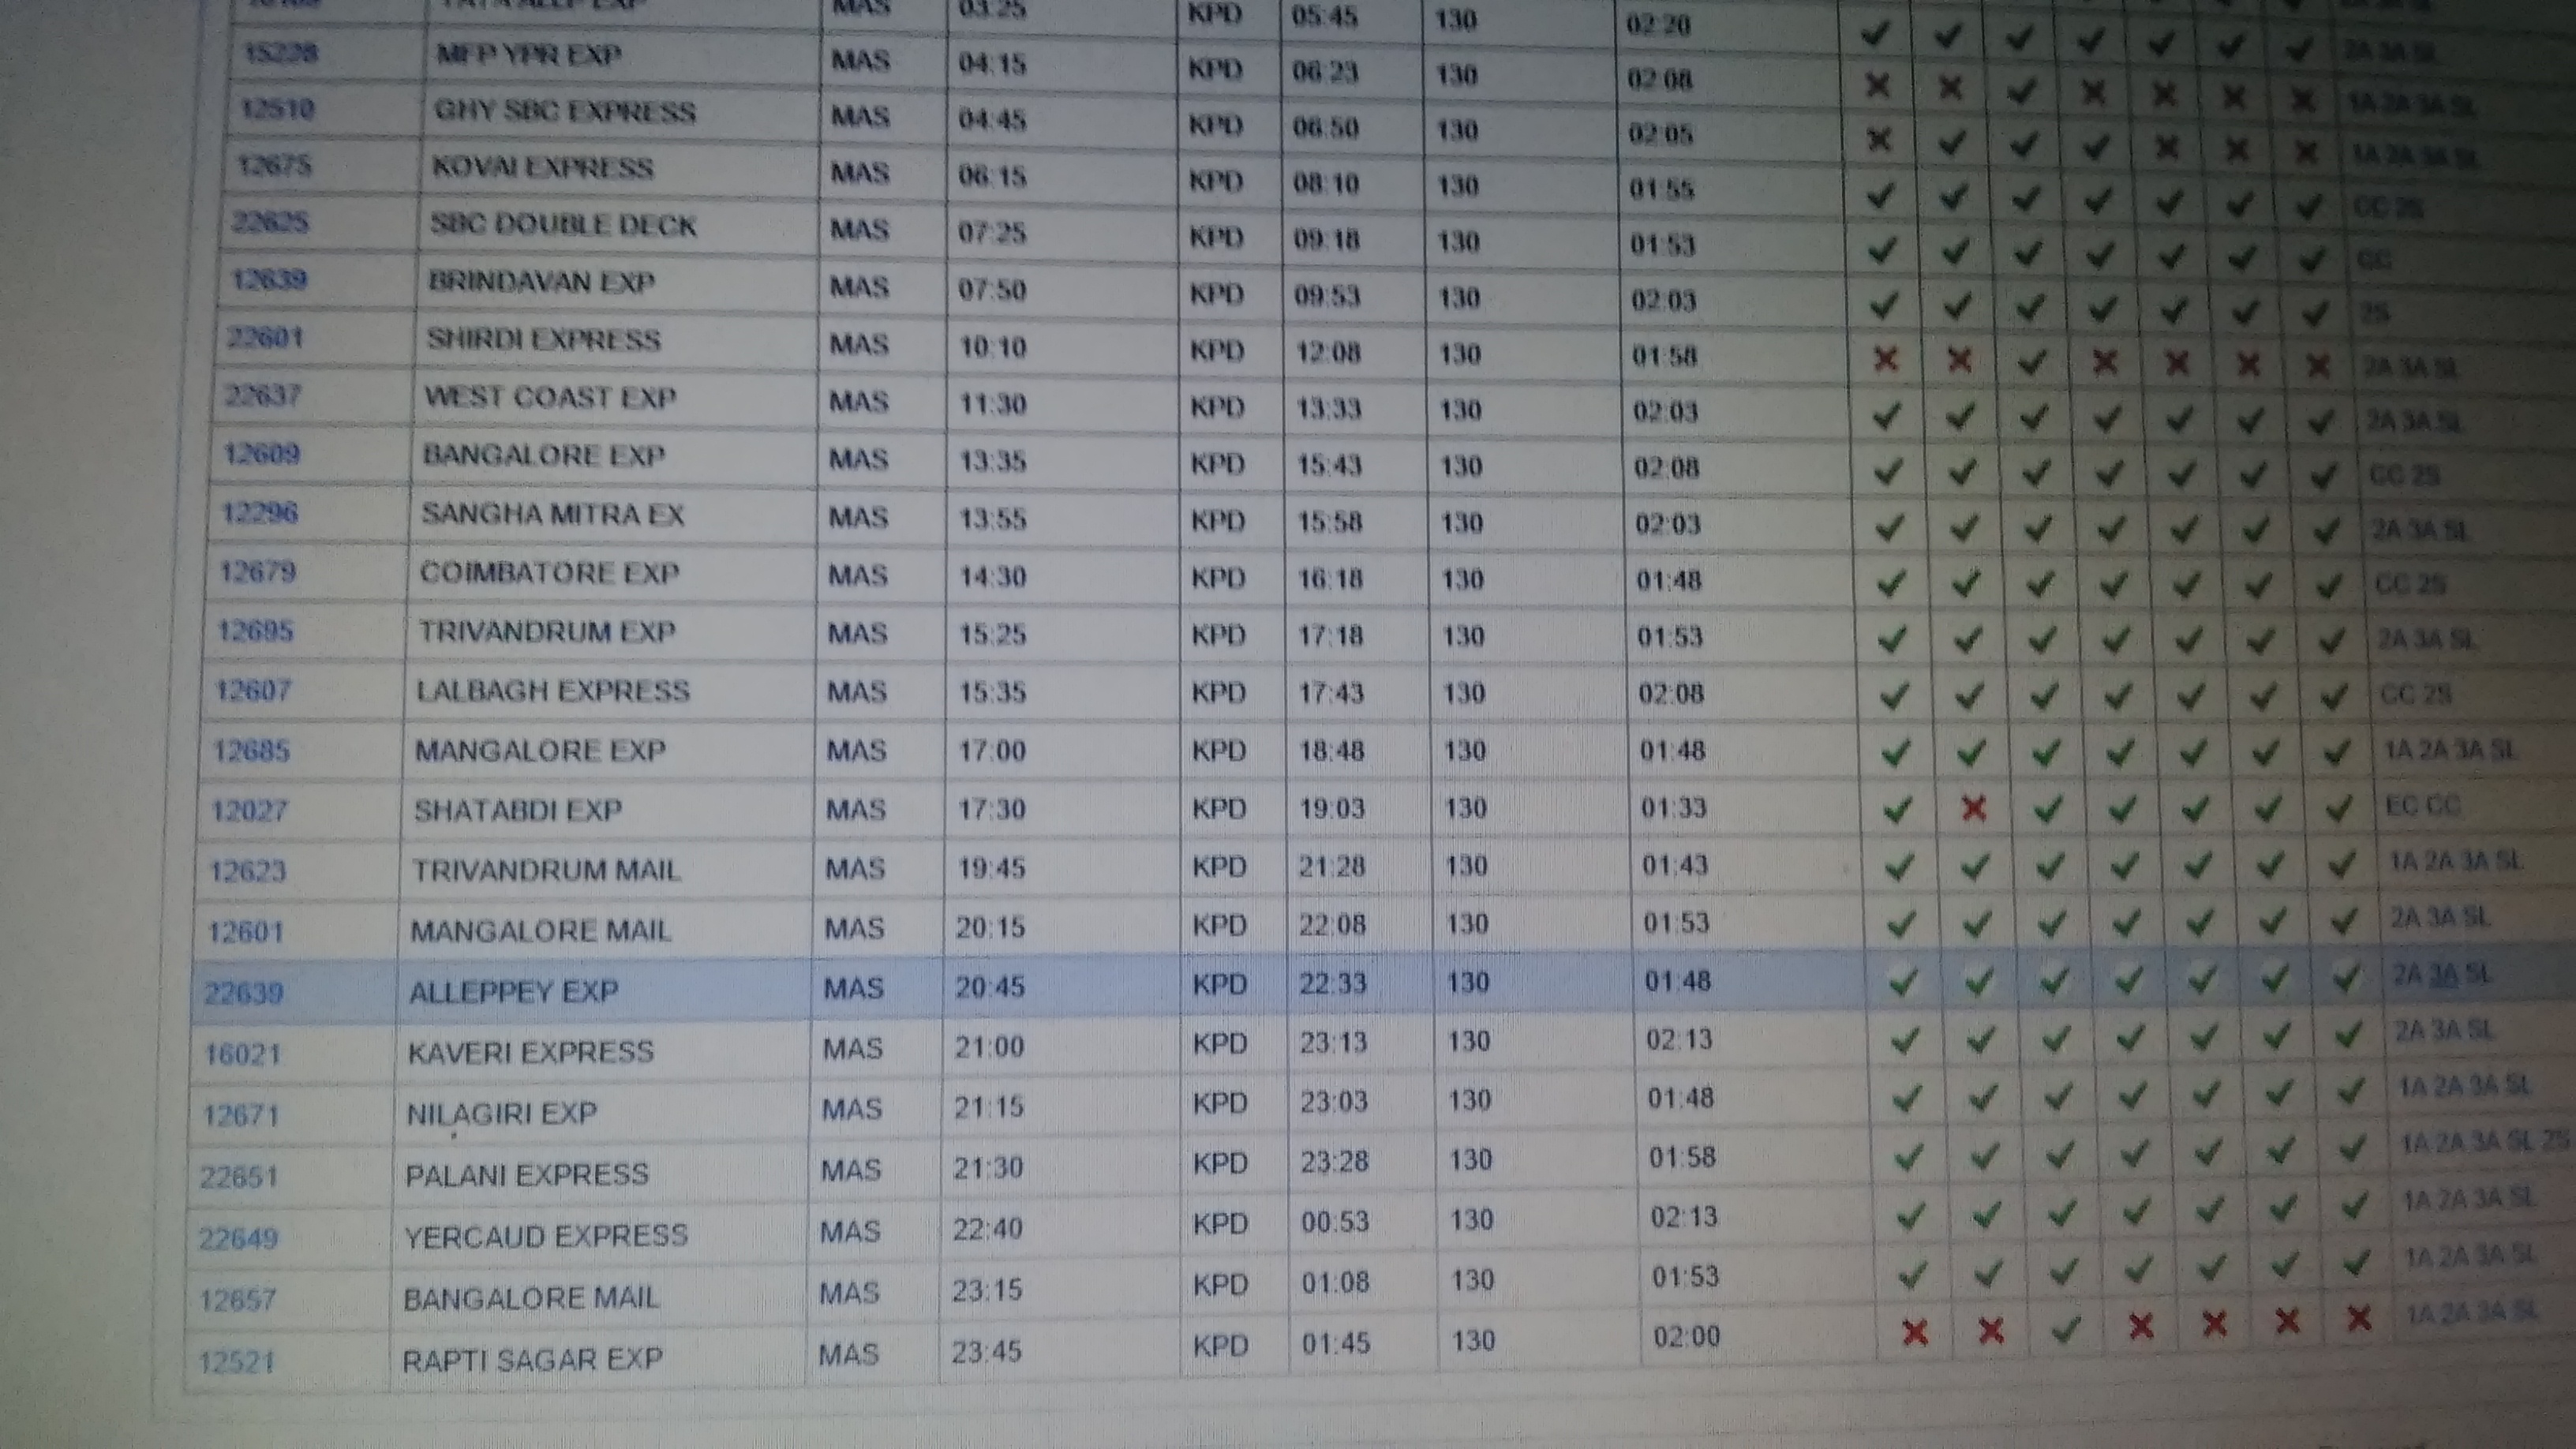 TATA ALLP EXP MAS 03:25 KPD 05:45 130 02:20
15228 MFP YPR EXP MAS 04:15 KPD 06:23 130 02:08 2A 3A SL
12510 GHY SBC EXPRESS MAS 04:45 KPD 06:50 130 02:05 1A 2A 3A SL
12675 KOVAI EXPRESS MAS 06:15 KPD 08:10 130 01:55 1A 2A 3A SL
22625 SBC DOUBLE DECK MAS 07:25 KPD 09:18 130 01:53 CC 2S
12639 BRINDAVAN EXP MAS 07:50 KPD 09:53 130 02:03 CC
22601 SHIRDI EXPRESS MAS 10:10 KPD 12:08 130 01:58 2S
22637 WEST COAST EXP MAS 11:30 KPD 13:33 130 02:03 2A 3A SL
12609 BANGALORE EXP MAS 13:35 KPD 15:43 130 02:08 2A 3A SL
12296 SANGHA MITRA EX MAS 13:55 KPD 15:58 130 02:03 CC 2S
12679 COIMBATORE EXP MAS 14:30 KPD 16:18 130 01:48 2A 3A SL
12695 TRIVANDRUM EXP MAS 15:25 KPD 17:18 130 01:53 CC 2S
12607 LALBAGH EXPRESS MAS 15:35 KPD 17:43 130 02:08 2A 3A SL
12685 MANGALORE EXP MAS 17:00 KPD 18:48 130 01:48 CC 2S
12027 SHATABDI EXP MAS 17:30 KPD 19:03 130 01:33 1A 2A 3A SL
12623 TRIVANDRUM MAIL MAS 19:45 KPD 21:28 130 01:43 EC CC
12601 MANGALORE MAIL MAS 20:15 KPD 22:08 130 01:53 1A 2A 3A SL
2A 3A SL
22639 ALLEPPEY EXP MAS 20:45 KPD 22:33 130 01:48 2A 3A SL
16021 KAVERI EXPRESS MAS 21:00 KPD 23:13 130 02:13 2A 3A SL
12671 NILAGIRI EXP MAS 21:15 KPD 23:03 130 01:48 1A 2A 3A SL
22651 PALANI EXPRESS MAS 21:30 KPD 23:28 130 01:58 1A 2A 3A SL 2S
22649 YERCAUD EXPRESS MAS 22:40 KPD 00:53 130 02:13 1A 2A 3A SL
12657 BANGALORE MAIL MAS 23:15 KPD 01:08 130 01:53 1A 2A 3A SL
12521 RAPTI SAGAR EXP MAS 23:45 KPD 01:45 130 02:00 1A 2A 3A SL